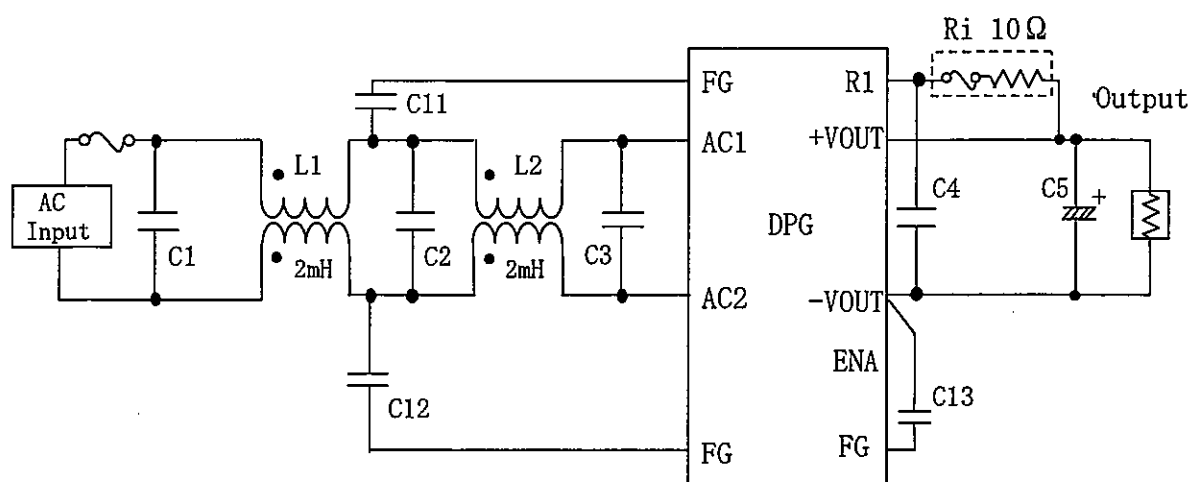 Ri 10Ω
FG
R1
C11
Output
AC1
+VOUT
L1
L2
AC
Input
C1
C2
C3
DPG
C4
C5
+
2mH
2mH
AC2
-VOUT
ENA
C12
C13
FG
FG